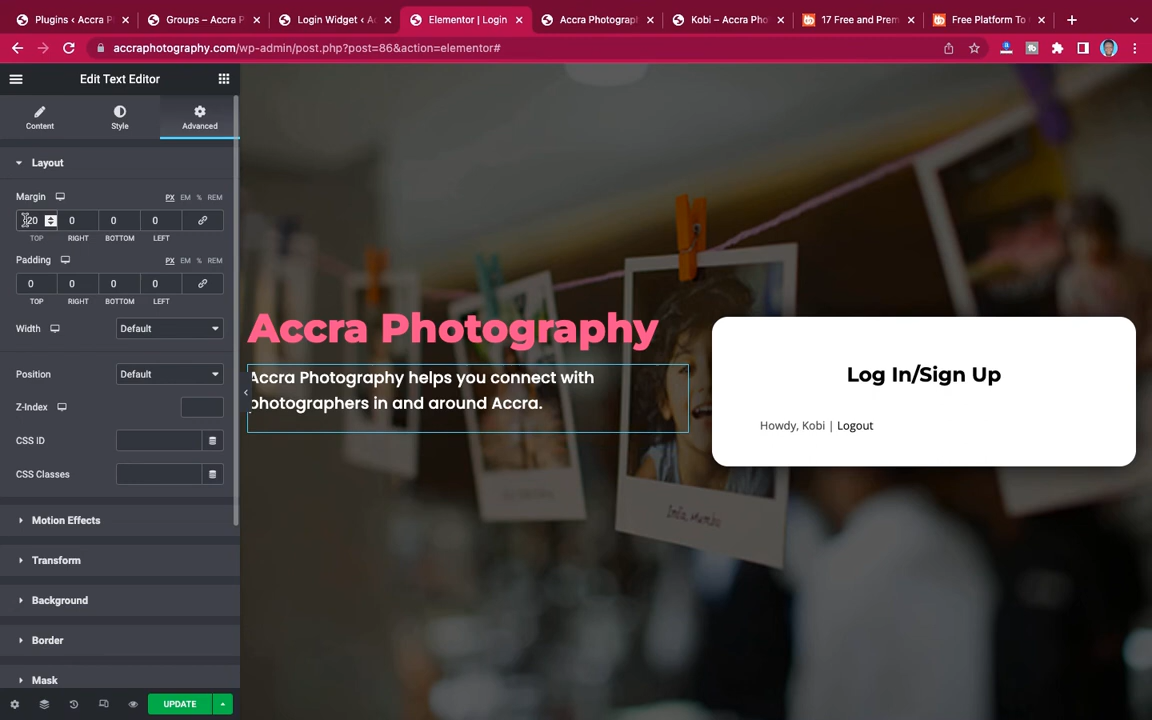 Plugins ‹ Accra P
Groups – Accra P
Login Widget ‹ Ac
Elementor | Login
Accra Photograph
Kobi – Accra Pho
17 Free and Prem
Free Platform To
accraphotography.com/wp-admin/post.php?post=86&action=elementor#
Edit Text Editor
Content
Style
Advanced
Layout
Margin
PX EM % REM
20 0 0 0
TOP RIGHT BOTTOM LEFT
Padding
PX EM % REM
0 0 0 0
TOP RIGHT BOTTOM LEFT
Width
Default
Position
Default
Z-Index
CSS ID
CSS Classes
Motion Effects
Transform
Background
Border
Mask
UPDATE
Accra Photography
Accra Photography helps you connect with
photographers in and around Accra.
Log In/Sign Up
Howdy, Kobi | Logout